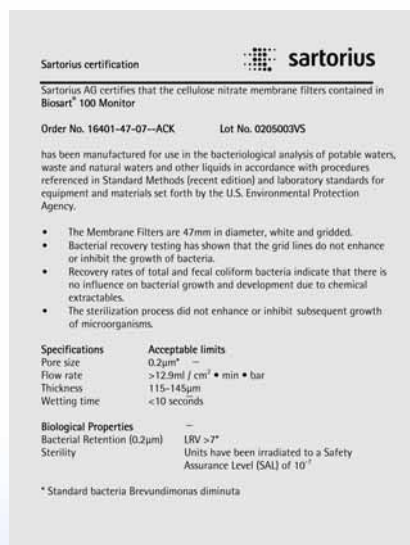 sartorius
Sartorius certification
Sartorius AG certifies that the cellulose nitrate membrane filters contained in
Biosart® 100 Monitor
Order No. 16401-47-07--ACK Lot No. 0205003VS
has been manufactured for use in the bacteriological analysis of potable waters,
waste and natural waters and other liquids in accordance with procedures
referenced in Standard Methods (recent edition) and laboratory standards for
equipment and materials set forth by the U.S. Environmental Protection
Agency.
• The Membrane Filters are 47mm in diameter, white and gridded.
• Bacterial recovery testing has shown that the grid lines do not enhance
or inhibit the growth of bacteria.
• Recovery rates of total and fecal coliform bacteria indicate that there is
no influence on bacterial growth and development due to chemical
extractables.
• The sterilization process did not enhance or inhibit subsequent growth
of microorganisms.
Specifications Acceptable limits
Pore size 0.2µm* –
Flow rate >12.9ml / cm² • min • bar
Thickness 115-145µm
Wetting time <10 seconds
Biological Properties –
Bacterial Retention (0.2µm) LRV >7*
Sterility Units have been irradiated to a Safety
Assurance Level (SAL) of 10⁻⁷
* Standard bacteria Brevundimonas diminuta